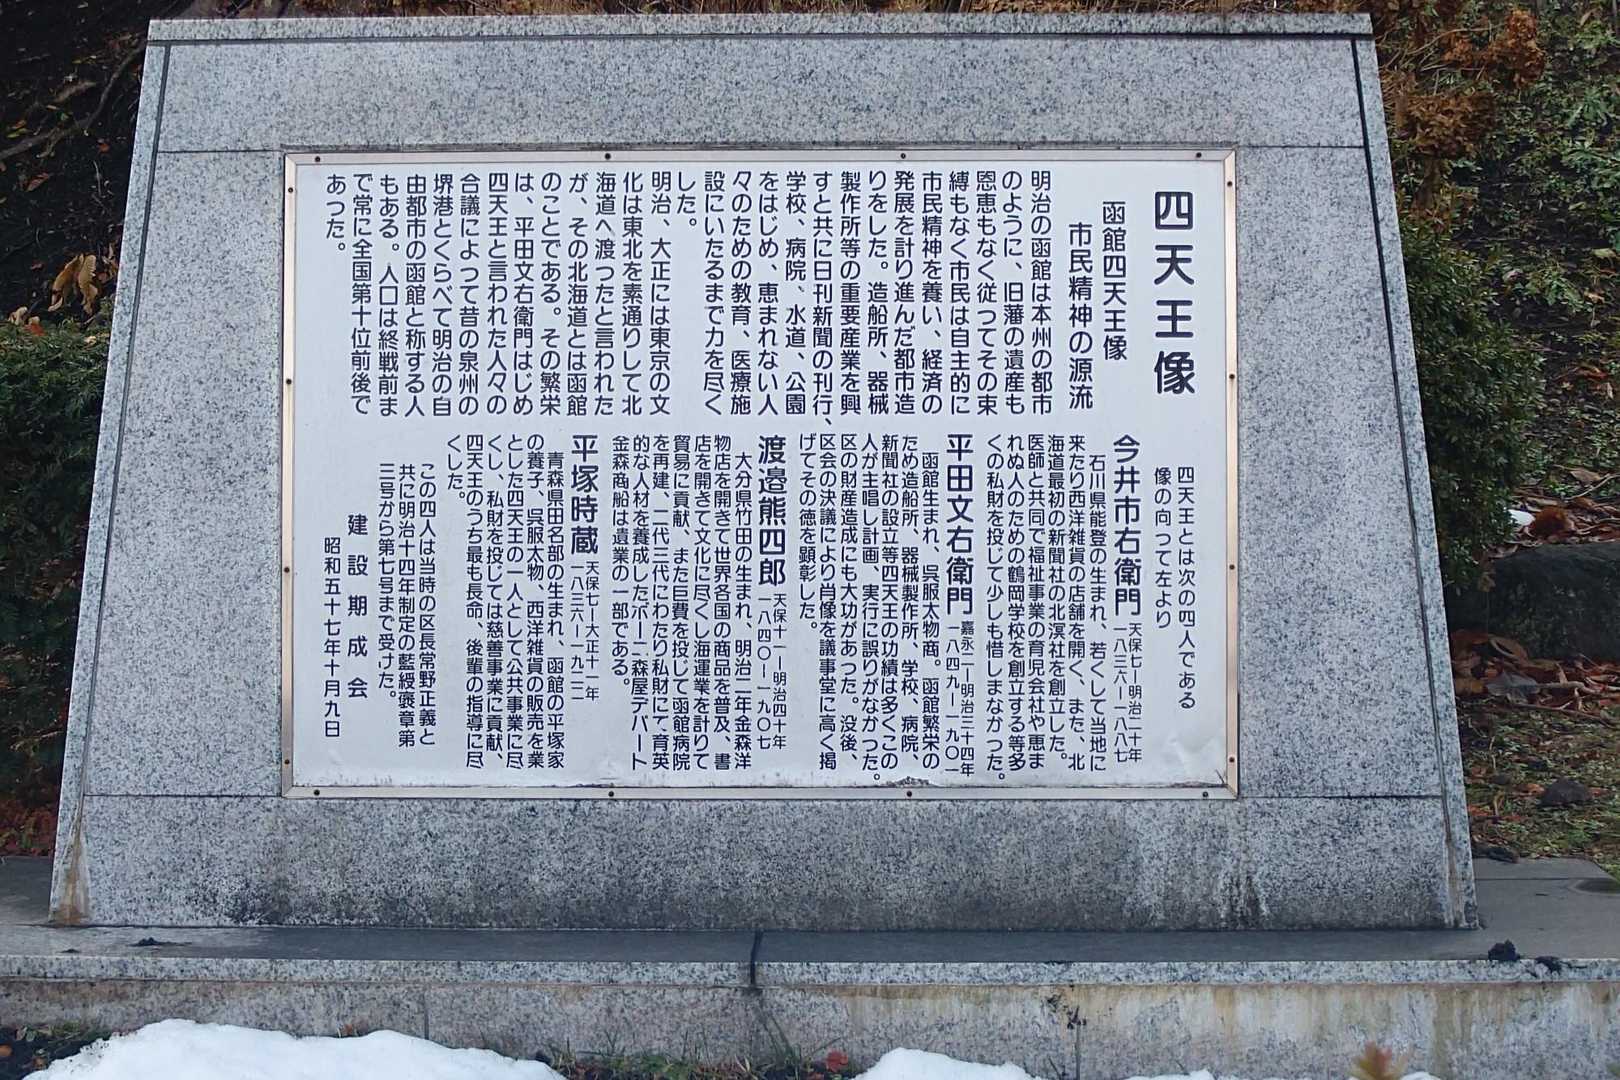 四天王像
函館四天王像
市民精神の源流
明治の函館は本州の都市
のように、旧藩の遺産も
恩恵もなく従つてその束
縛もなく市民は自主的に
市民精神を養い、経済の
発展を計り進んだ都市造
りをした。造船所、器械
製作所等の重要産業を興
すと共に日刊新聞の刊行、
学校、病院、水道、公園
をはじめ、恵まれない人
々のための教育、医療施
設にいたるまで力を尽く
した。
明治、大正には東京の文
化は東北を素通りして北
海道へ渡つたと言われた
が、その北海道とは函館
のことである。その繁栄
は、平田文右衛門はじめ
四天王と言われた人々の
合議によって昔の泉州の
堺港とくらべて明治の自
由都市の函館と称する人
もある。人口は終戦前ま
で常に全国第十位前後で
あった。
四天王とは次の四人である
像の向って左より
今井市右衛門 天保七ー明治二十年
一八三六ー一八八七
石川県能登の生まれ、若くして当地に
来たり西洋雑貨の店舗を開く、また、北
海道最初の新聞社の北溟社を創立した。
医師と共同で福祉事業の育児会社や恵ま
れぬ人のための鶴岡学校を創立する等多
くの私財を投じて少しも惜しまなかった。
平田文右衛門 嘉永二ー明治三十四年
一八四九ー一九〇一
函館生まれ、呉服太物商。函館繁栄の
ため造船所、器械製作所、学校、病院、
新聞社の設立等四天王の功績は多くこの
人が主唱し計画、実行に誤りがなかった。
区の財産造成にも大功があった。没後、
区会の決議により肖像を議事堂に高く掲
げてその徳を顕彰した。
渡邉熊四郎 天保十一ー明治四十年
一八四〇ー一九〇七
大分県竹田の生まれ、明治二年金森洋
物店を開きて世界各国の商品を普及、書
店を開きて文化に尽くし海運業を計りて
貿易に貢献、また巨費を投じて函館病院
を再建、二代三代にわたり私財にて育英
的な人材を養成したボーニ森屋デパート
金森商船は遺業の一部である。
平塚時蔵 天保七ー大正十一年
一八三六ー一九二二
青森県田名部の生まれ、函館の平塚家
の養子、呉服太物、西洋雑貨の販売を業
とした四天王の一人として公共事業に尽
くし、私財を投じては慈善事業に貢献、
四天王のうち最も長命、後輩の指導に尽
くした。
この四人は当時の区長常野正義と
共に明治十四年制定の藍綬褒章第
三号から第七号まで受けた。
建設期成会
昭和五十七年十月九日